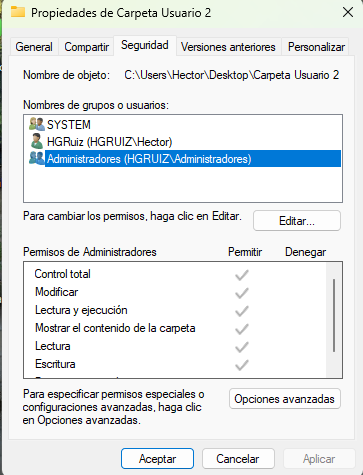 Propiedades de Carpeta Usuario 2
General Compartir Seguridad Versiones anteriores Personalizar
Nombre de objeto: C:\Users\Hector\Desktop\Carpeta Usuario 2
Nombres de grupos o usuarios:
SYSTEM
HGRuiz (HGRUIZ\Hector)
Administradores (HGRUIZ\Administradores)
Para cambiar los permisos, haga clic en Editar.
Editar...
Permisos de Administradores Permitir Denegar
Control total
Modificar
Lectura y ejecución
Mostrar el contenido de la carpeta
Lectura
Escritura
Para especificar permisos especiales o
configuraciones avanzadas, haga clic
en Opciones avanzadas.
Opciones avanzadas
Aceptar Cancelar Aplicar